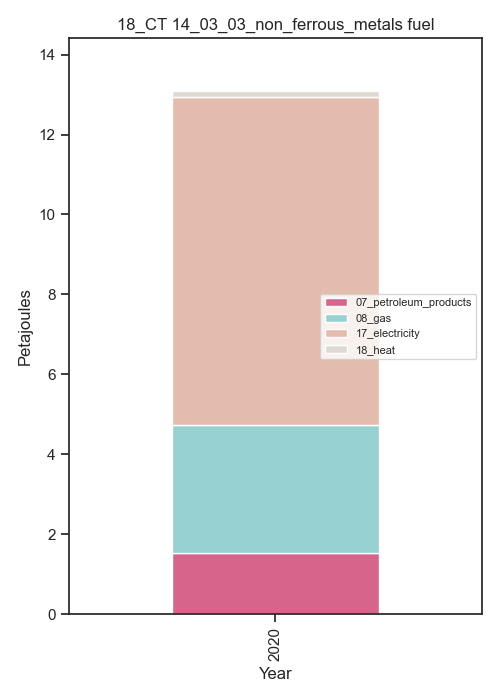 18_CT 14_03_03_non_ferrous_metals fuel
Petajoules
14
12
10
8
6
4
2
0
07_petroleum_products
08_gas
17_electricity
18_heat
2020
Year